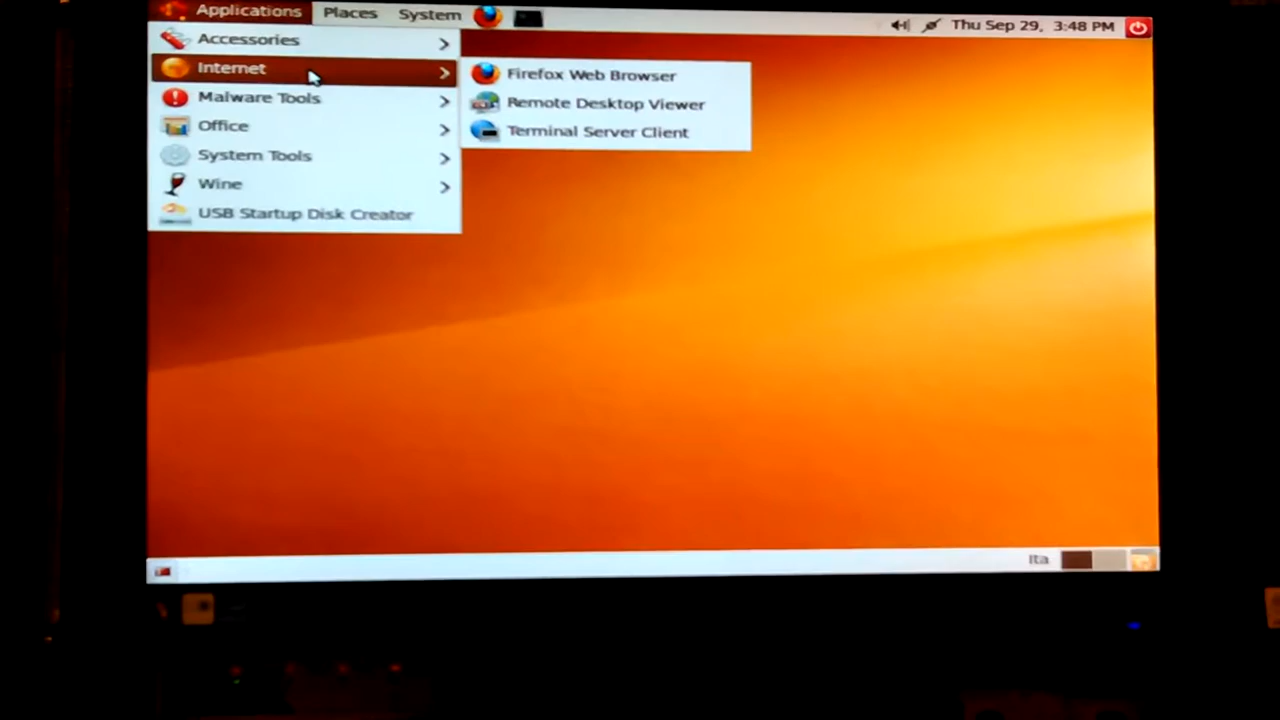 Applications Places System Thu Sep 29, 3:48 PM
Accessories
Internet
Malware Tools
Office
System Tools
Wine
USB Startup Disk Creator
Firefox Web Browser
Remote Desktop Viewer
Terminal Server Client
Ita